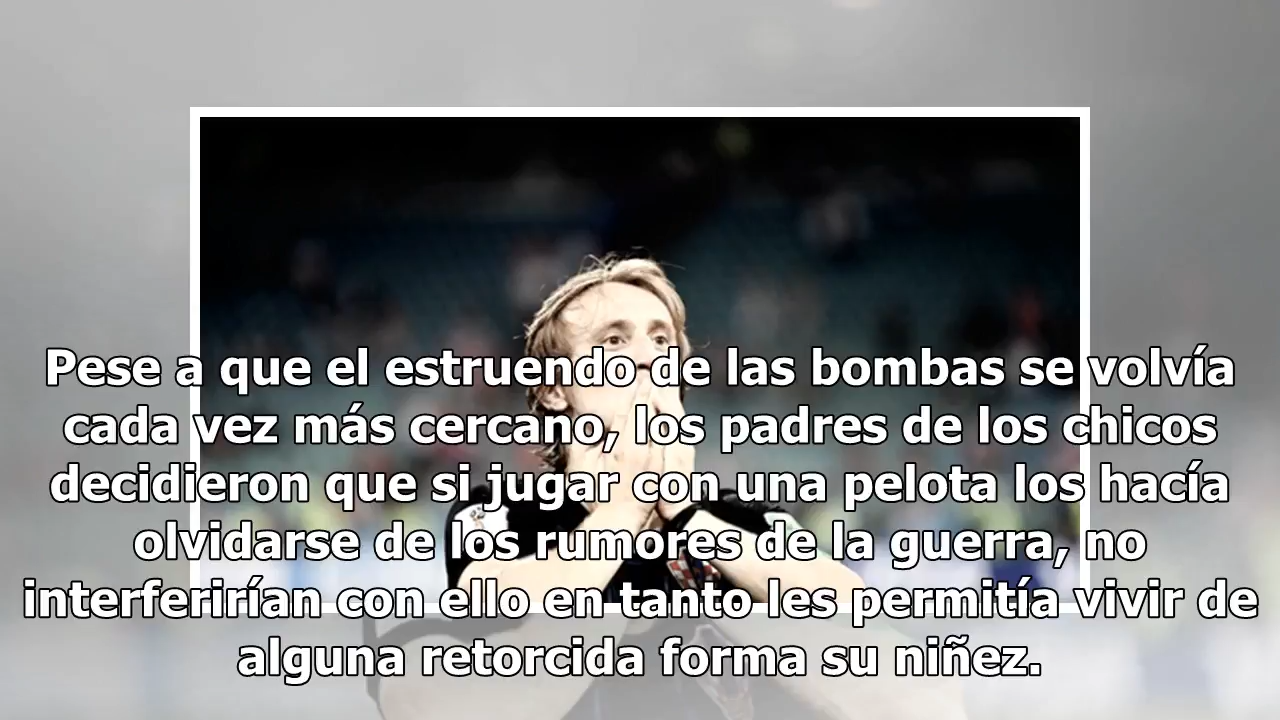 Pese a que el estruendo de las bombas se volvía
cada vez más cercano, los padres de los chicos
decidieron que si jugar con una pelota los hacía
olvidarse de los rumores de la guerra, no
interferirían con ello en tanto les permitía vivir de
alguna retorcida forma su niñez.